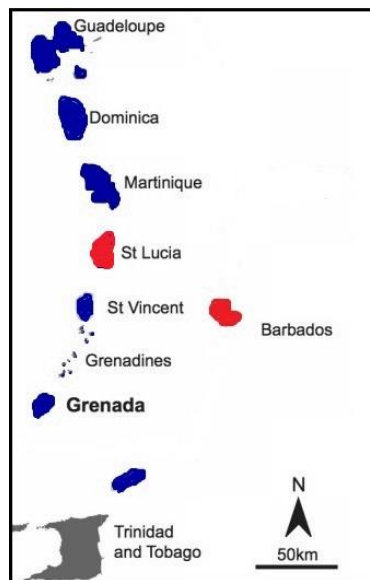 Guadeloupe
Dominica
Martinique
St Lucia
St Vincent
Barbados
Grenadines
Grenada
N
Trinidad
and Tobago
50km